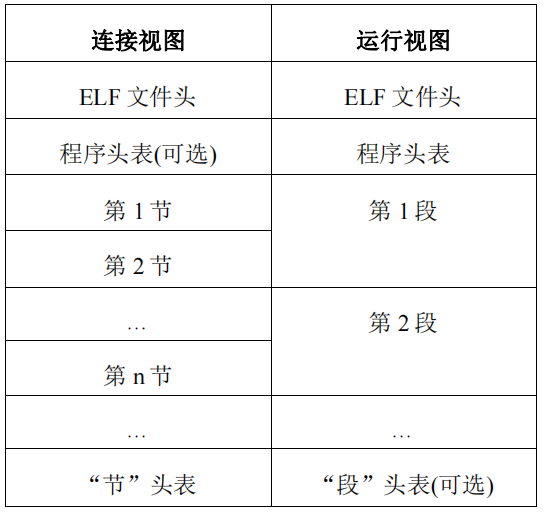 连接视图 运行视图
ELF 文件头 ELF 文件头
程序头表(可选) 程序头表
第 1 节 第 1 段
第 2 节
… 第 2 段
第 n 节
… …
“节”头表 “段”头表(可选)